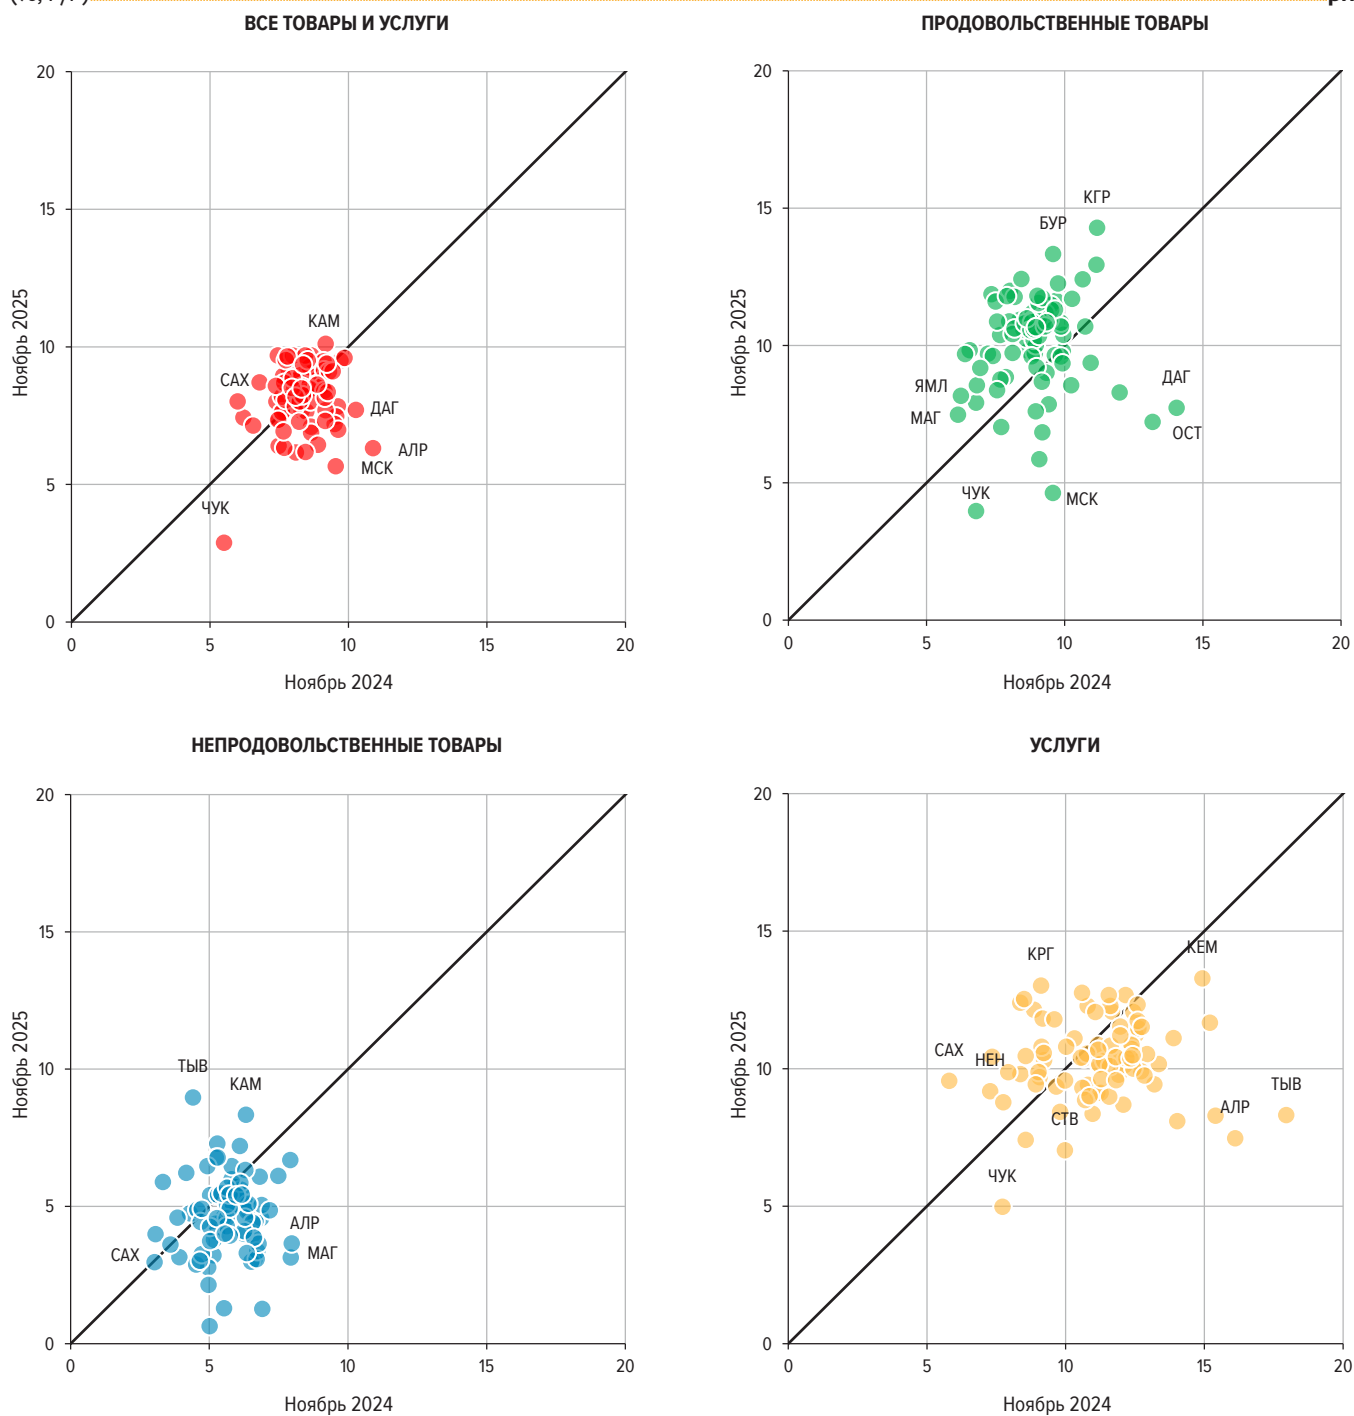 ВСЕ ТОВАРЫ И УСЛУГИ
20
15
10
5
0
0 5 10 15 20
Ноябрь 2025
Ноябрь 2024
КАМ
САХ
ДАГ
АЛР
МСК
ЧУК
ПРОДОВОЛЬСТВЕННЫЕ ТОВАРЫ
20
15
10
5
0
0 5 10 15 20
Ноябрь 2025
Ноябрь 2024
КГР
БУР
ЯМЛ
ДАГ
МАГ
ОСТ
ЧУК
МСК
НЕПРОДОВОЛЬСТВЕННЫЕ ТОВАРЫ
20
15
10
5
0
0 5 10 15 20
Ноябрь 2025
Ноябрь 2024
ТЫВ
КАМ
АЛР
САХ
МАГ
УСЛУГИ
20
15
10
5
0
0 5 10 15 20
Ноябрь 2025
Ноябрь 2024
КРГ
КЕМ
САХ
НЕН
ТЫВ
АЛР
СТВ
ЧУК